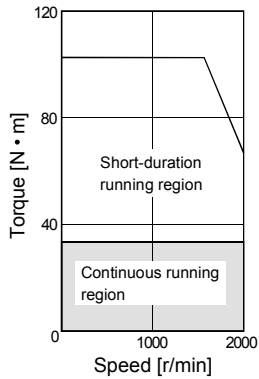 120
80
40
0
Torque [N • m]
Short-duration
running region
Continuous running
region
1000
2000
Speed [r/min]